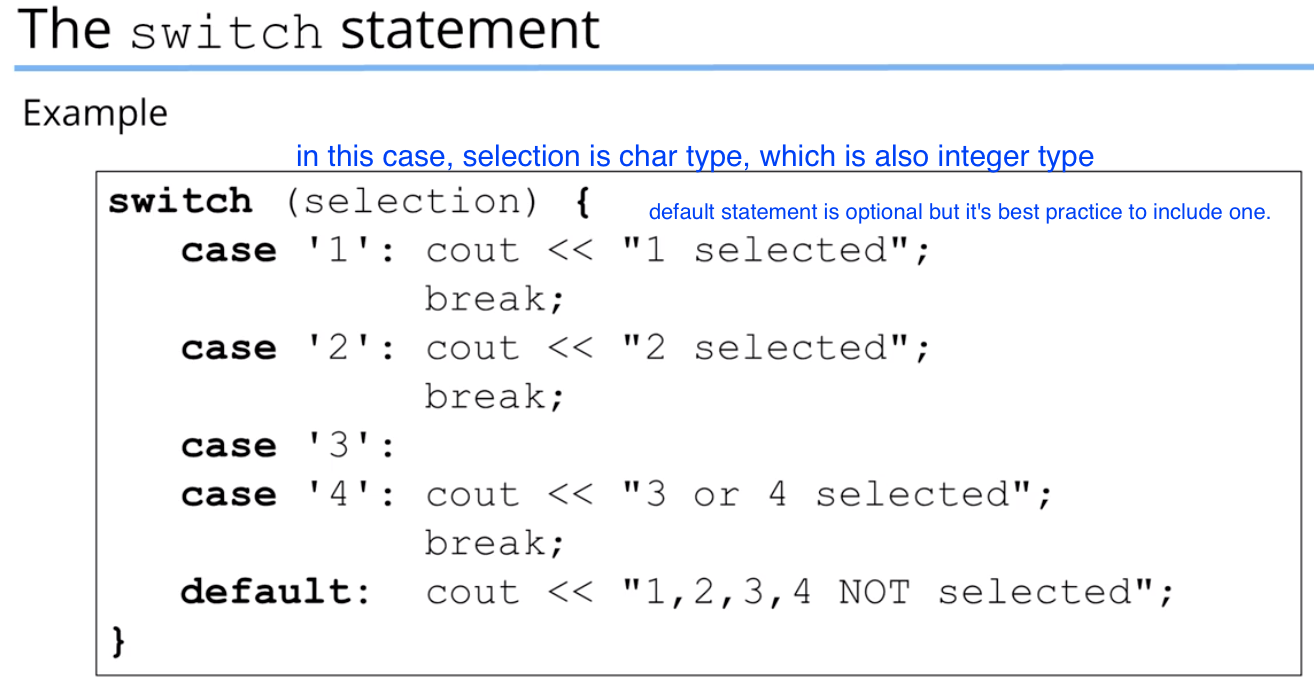 The switch statement
Example
in this case, selection is char type, which is also integer type
switch (selection) {
default statement is optional but it's best practice to include one.
case '1': cout << "1 selected";
break;
case '2': cout << "2 selected";
break;
case '3':
case '4': cout << "3 or 4 selected";
break;
default: cout << "1,2,3,4 NOT selected";
}